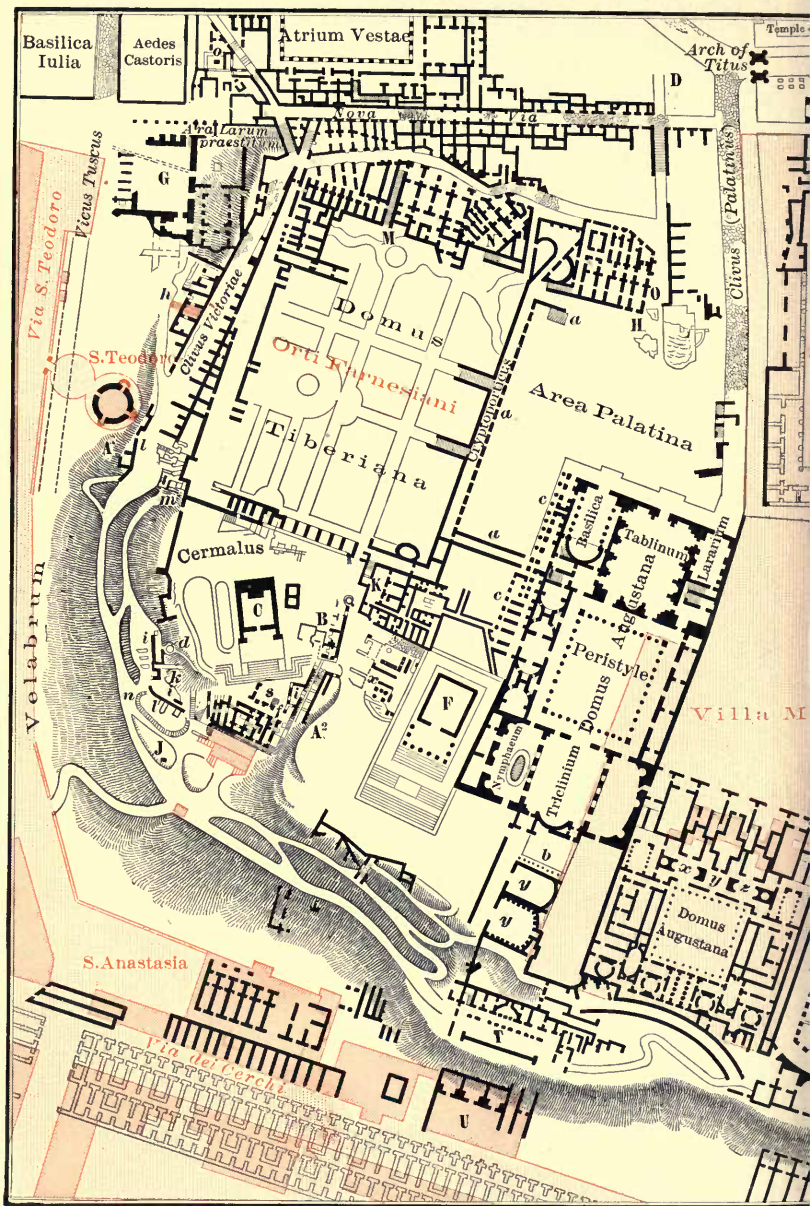 Basilica
Iulia
Aedes
Castoris
o
Atrium Vestae
Temple
Arch of
Titus
D
Nova Via
Ara Larum
praestitum
G
Vicus Tuscus
Via S. Teodoro
M
N
Clivus (Palatinus)
O
H
h
Clivus Victoriae
Domus
a
S. Teodoro
Orti Farnesiani
Cryptoporticus
Area Palatina
A'
l
a
Tiberiana
m
c
Basilica
Tablinum
Lararium
Cermalus
a
Velabrum
C
K
c
Domus Augustana
Peristyle
B
i
d
k
x
F
Villa M
n
l
s
A²
Nymphaeum
J
Triclinium
b
y
x y z
y
Domus
Augustana
S. Anastasia
Via dei Cerchi
U